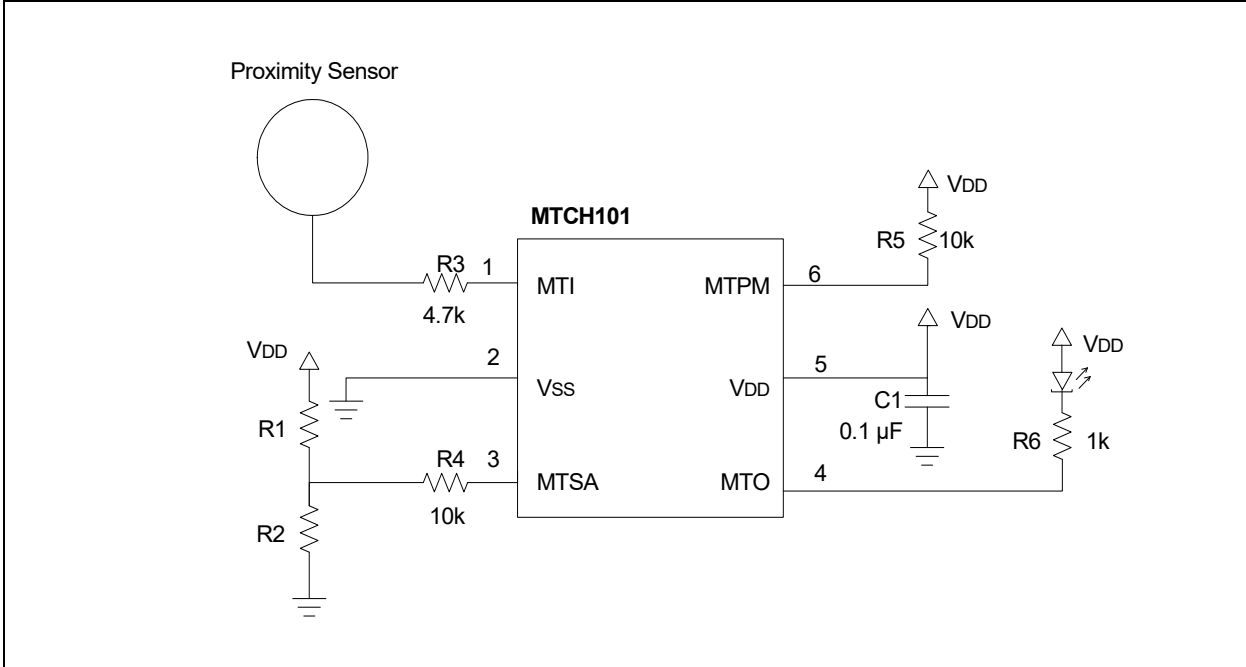 Proximity Sensor
MTCH101
VDD
R5
10k
R3
1
MTI
MTPM
6
4.7k
VDD
VDD
VDD
2
VSS
VDD
5
C1
0.1 µF
R1
R6
1k
R4
3
MTSA
MTO
4
10k
R2